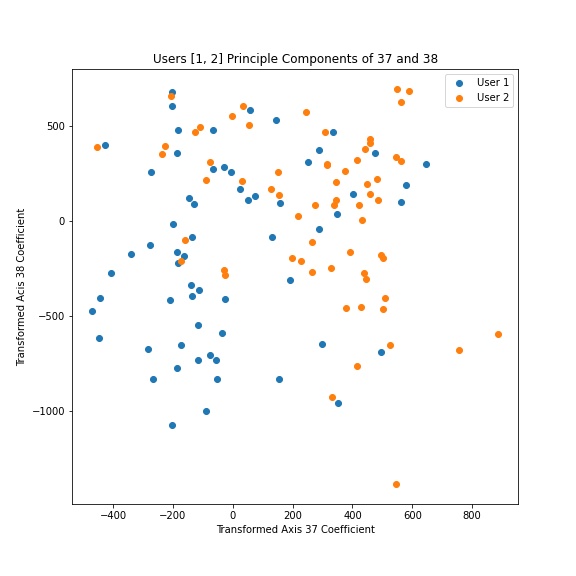 Users [1, 2] Principle Components of 37 and 38
User 1
User 2
Transformed Acis 38 Coefficient
500
0
−500
−1000
−400
−200
0
200
400
600
800
Transformed Axis 37 Coefficient